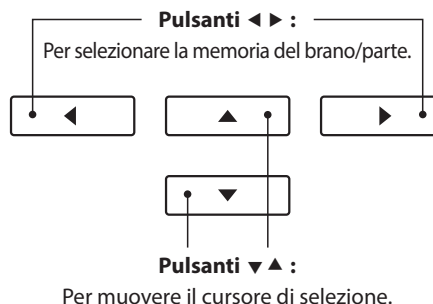 Pulsanti ◀ ▶ :
Per selezionare la memoria del brano/parte.
◀ ▲ ▶
▼
Pulsanti ▼ ▲ :
Per muovere il cursore di selezione.